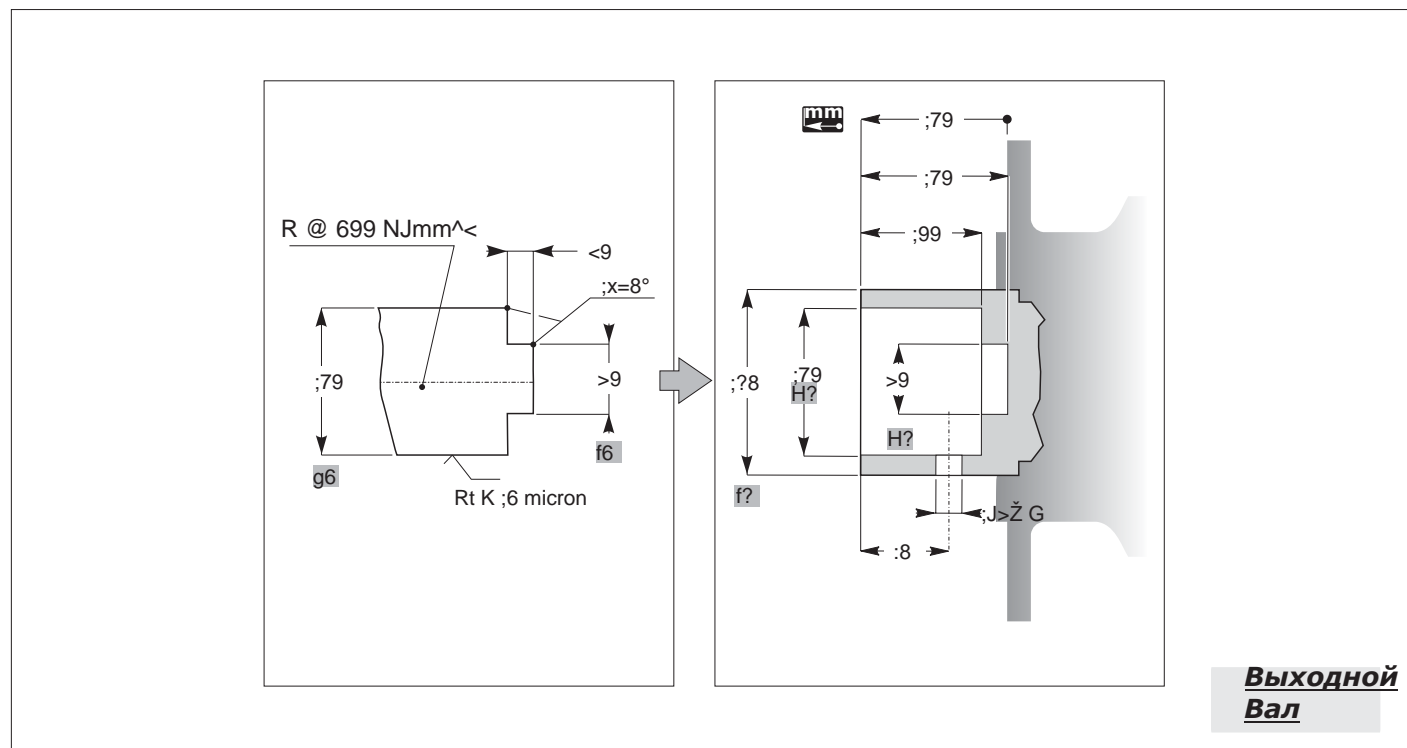 R @ 699 NJmm^<
<9
;x=8°
;79
>9
f6
g6
Rt K ;6 micron
mm
;79
;79
;99
;?8
;79
H?
>9
H?
f?
;J>Ž G
:8
Выходной
Вал